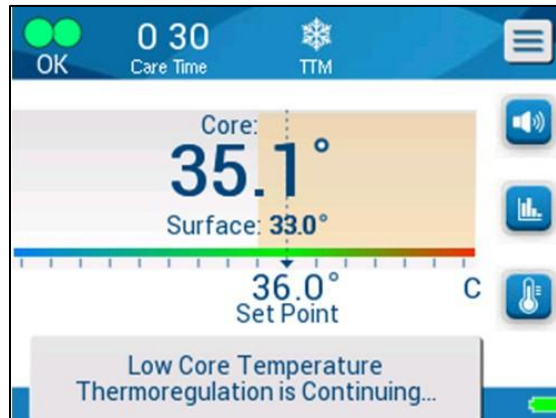 OK
0 30
Care Time
TTM
Core:
35.1°
Surface: 33.0°
36.0°
C
Set Point
Low Core Temperature
Thermoregulation is Continuing...